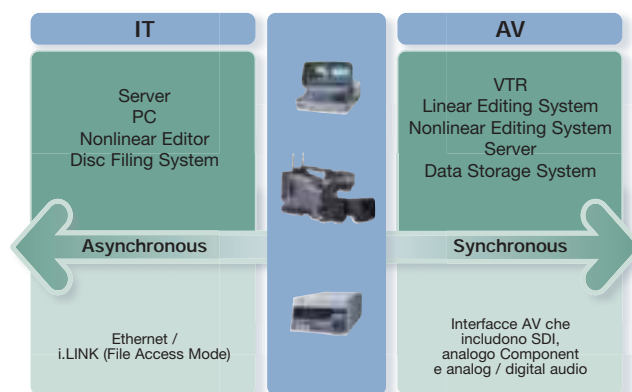 IT
Server
PC
Nonlinear Editor
Disc Filing System
Asynchronous
Ethernet /
i.LINK (File Access Mode)
AV
VTR
Linear Editing System
Nonlinear Editing System
Server
Data Storage System
Synchronous
Interfacce AV che
includono SDI,
analogo Component
e analog / digital audio